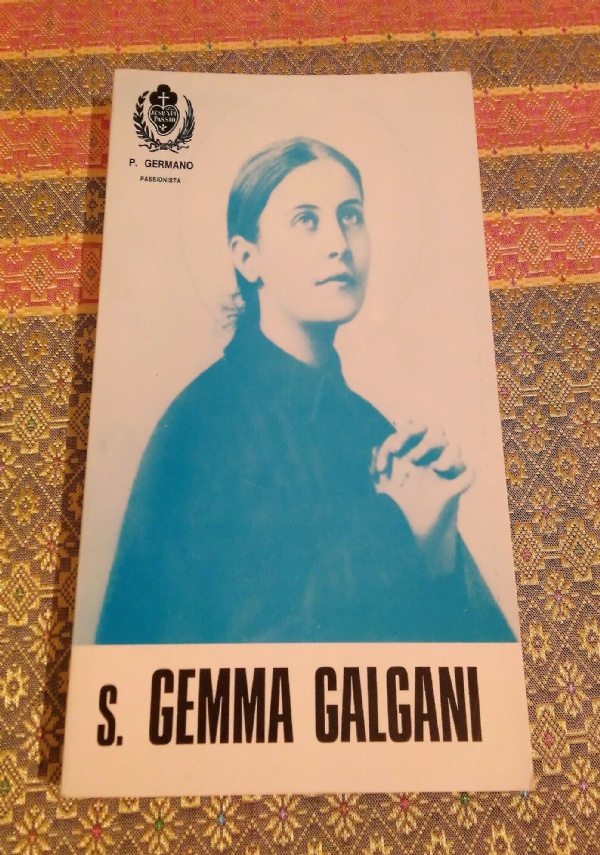 JESU XPI
PASSIO
P. GERMANO
PASSIONISTA
S. GEMMA GALGANI